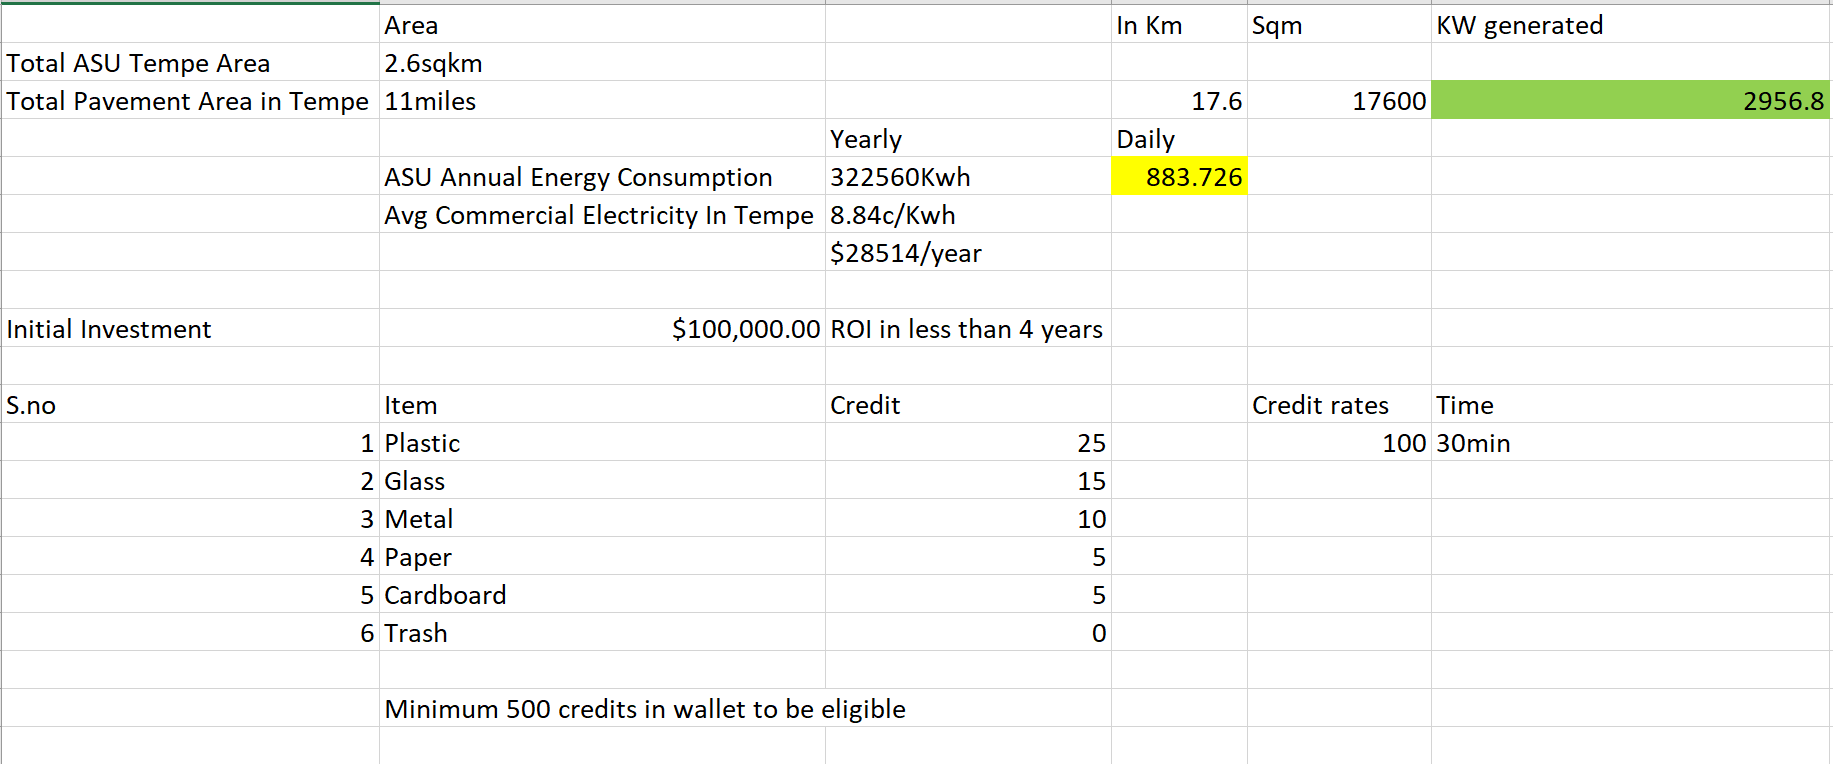 Area In Km Sqm KW generated
Total ASU Tempe Area 2.6sqkm
Total Pavement Area in Tempe 11miles 17.6 17600 2956.8
Yearly Daily
ASU Annual Energy Consumption 322560Kwh 883.726
Avg Commercial Electricity In Tempe 8.84c/Kwh
$28514/year
Initial Investment $100,000.00 ROI in less than 4 years
S.no Item Credit Credit rates Time
1 Plastic 25 100 30min
2 Glass 15
3 Metal 10
4 Paper 5
5 Cardboard 5
6 Trash 0
Minimum 500 credits in wallet to be eligible